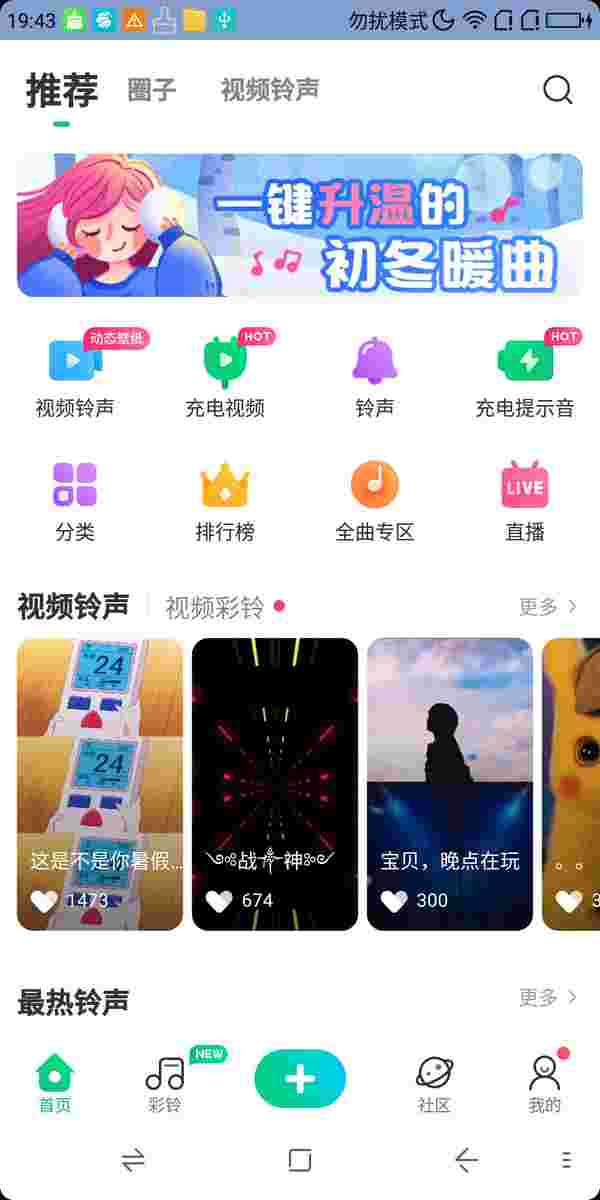 19:43 勿扰模式
推荐 圈子 视频铃声
一键升温的
初冬暖曲
动态壁纸 HOT HOT
视频铃声 充电视频 铃声 充电提示音
LIVE
分类 排行榜 全曲专区 直播
视频铃声 视频彩铃 更多
24
24
这是不是你暑假... ༺战༒神༻ 宝贝，晚点在玩 。。
1473 674 300 3
最热铃声 更多
NEW
首页 彩铃 社区 我的